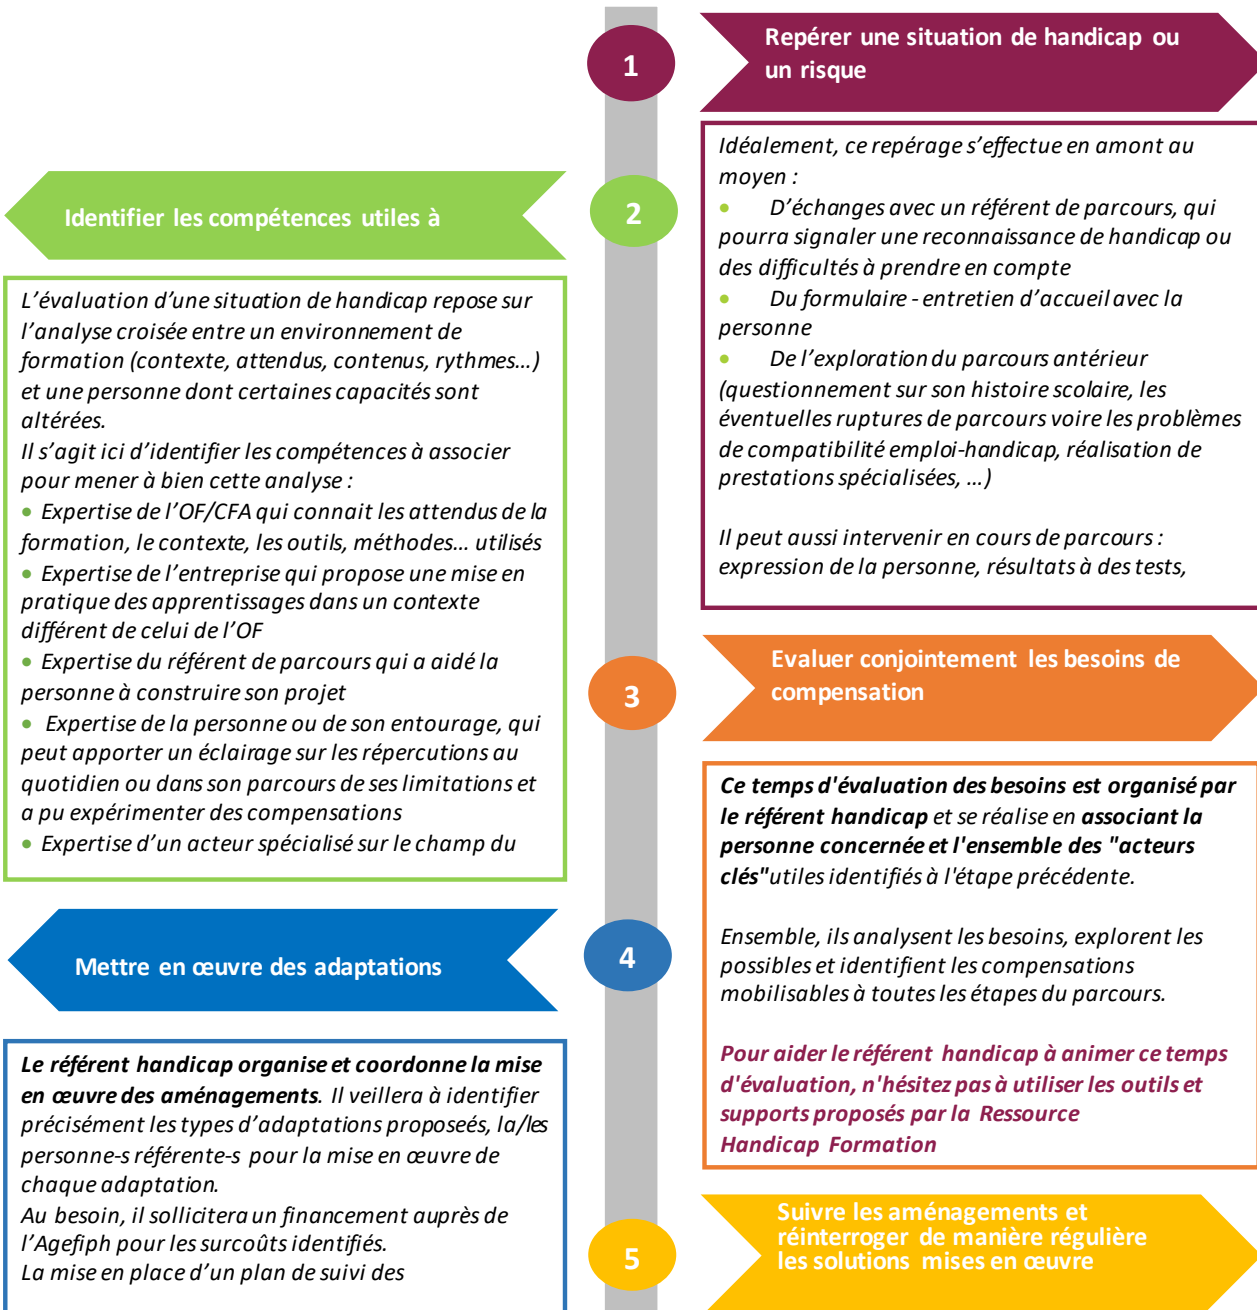 1
Repérer une situation de handicap ou
un risque
Idéalement, ce repérage s’effectue en amont au
moyen :
• D’échanges avec un référent de parcours, qui
pourra signaler une reconnaissance de handicap ou
des difficultés à prendre en compte
• Du formulaire - entretien d’accueil avec la
personne
• De l’exploration du parcours antérieur
(questionnement sur son histoire scolaire, les
éventuelles ruptures de parcours voire les problèmes
de compatibilité emploi-handicap, réalisation de
prestations spécialisées, …)
Il peut aussi intervenir en cours de parcours :
expression de la personne, résultats à des tests,
2
Identifier les compétences utiles à
L’évaluation d’une situation de handicap repose sur
l’analyse croisée entre un environnement de
formation (contexte, attendus, contenus, rythmes…)
et une personne dont certaines capacités sont
altérées.
Il s’agit ici d’identifier les compétences à associer
pour mener à bien cette analyse :
• Expertise de l’OF/CFA qui connait les attendus de la
formation, le contexte, les outils, méthodes… utilisés
• Expertise de l’entreprise qui propose une mise en
pratique des apprentissages dans un contexte
différent de celui de l’OF
• Expertise du référent de parcours qui a aidé la
personne à construire son projet
• Expertise de la personne ou de son entourage, qui
peut apporter un éclairage sur les répercutions au
quotidien ou dans son parcours de ses limitations et
a pu expérimenter des compensations
• Expertise d’un acteur spécialisé sur le champ du
3
Evaluer conjointement les besoins de
compensation
Ce temps d'évaluation des besoins est organisé par
le référent handicap et se réalise en associant la
personne concernée et l'ensemble des "acteurs
clés"utiles identifiés à l'étape précédente.
Ensemble, ils analysent les besoins, explorent les
possibles et identifient les compensations
mobilisables à toutes les étapes du parcours.
Pour aider le référent handicap à animer ce temps
d'évaluation, n'hésitez pas à utiliser les outils et
supports proposés par la Ressource
Handicap Formation
4
Mettre en œuvre des adaptations
Le référent handicap organise et coordonne la mise
en œuvre des aménagements. Il veillera à identifier
précisément les types d’adaptations proposeés, la/les
personne-s référente-s pour la mise en œuvre de
chaque adaptation.
Au besoin, il sollicitera un financement auprès de
l’Agefiph pour les surcoûts identifiés.
La mise en place d’un plan de suivi des
5
Suivre les aménagements et
réinterroger de manière régulière
les solutions mises en œuvre